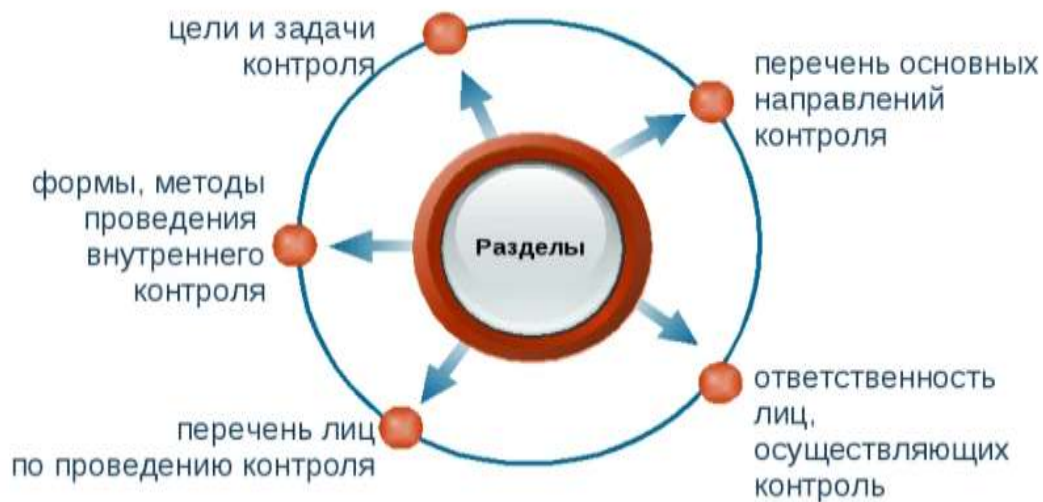 цели и задачи
контроля
перечень основных
направлений
контроля
формы, методы
проведения
внутреннего
контроля
Разделы
ответственность
лиц,
осуществляющих
контроль
перечень лиц
по проведению контроля